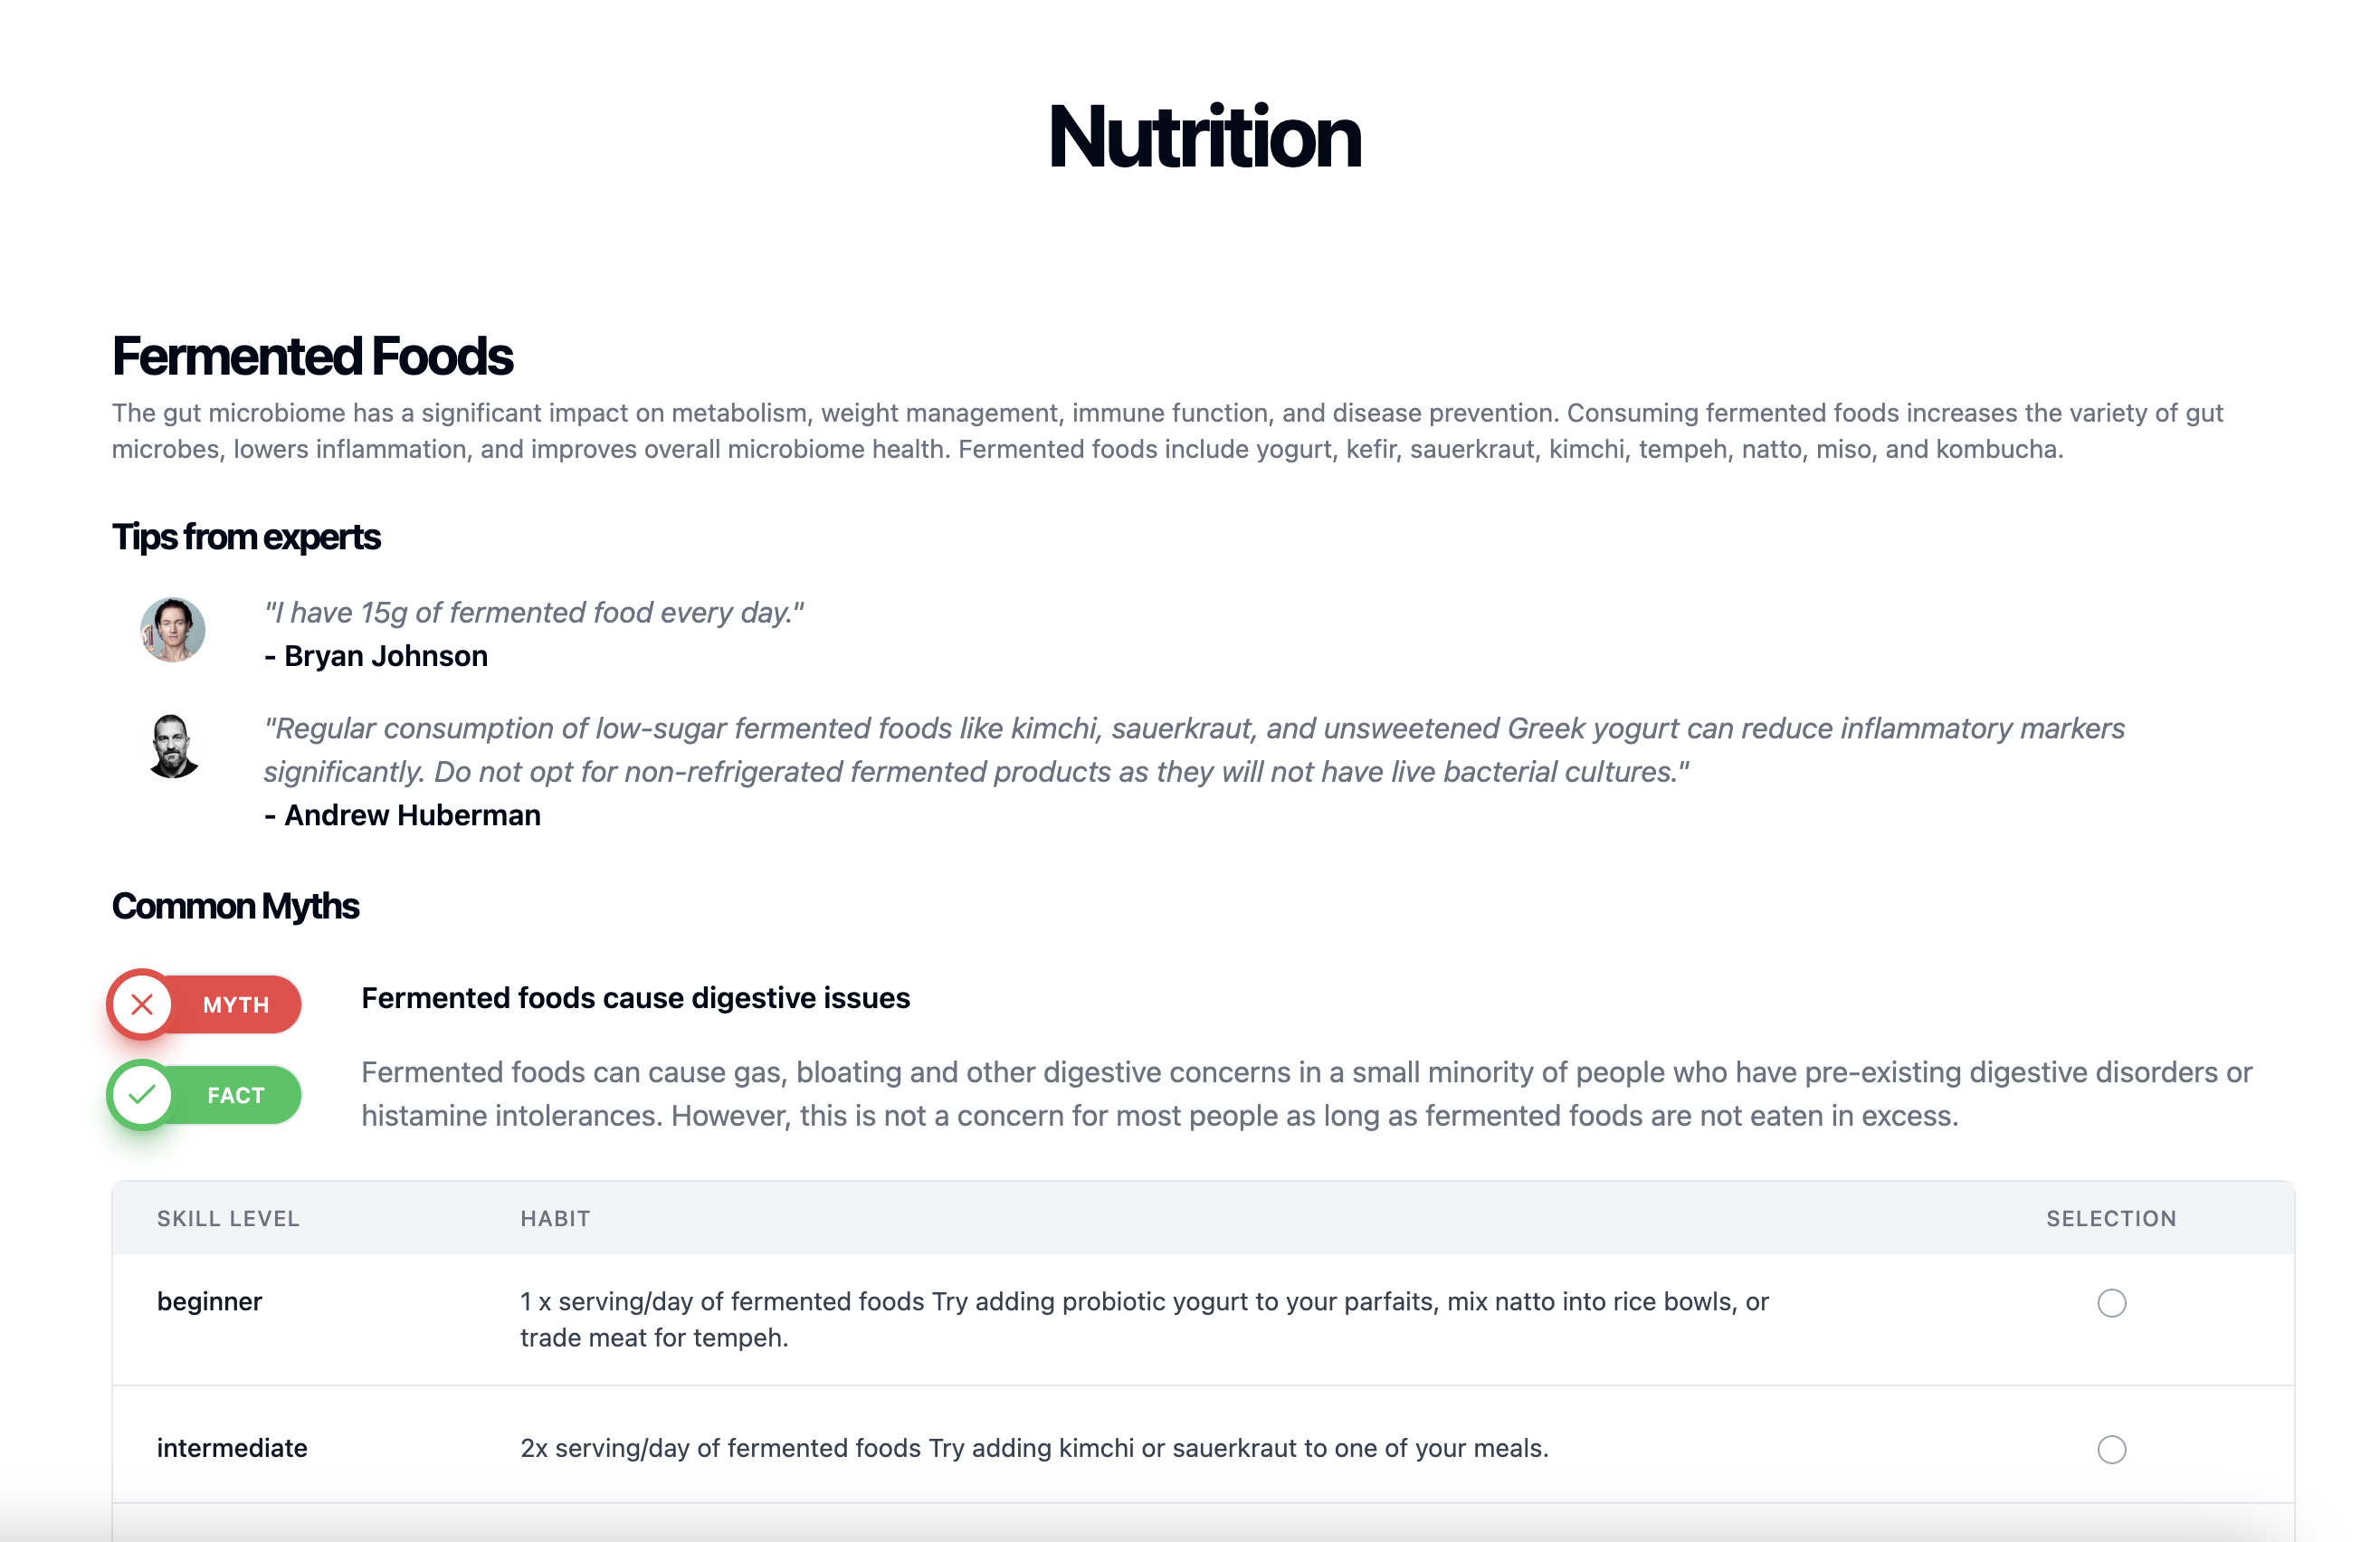 Nutrition
Fermented Foods
The gut microbiome has a significant impact on metabolism, weight management, immune function, and disease prevention. Consuming fermented foods increases the variety of gut
microbes, lowers inflammation, and improves overall microbiome health. Fermented foods include yogurt, kefir, sauerkraut, kimchi, tempeh, natto, miso, and kombucha.
Tips from experts
"I have 15g of fermented food every day."
- Bryan Johnson
"Regular consumption of low-sugar fermented foods like kimchi, sauerkraut, and unsweetened Greek yogurt can reduce inflammatory markers
significantly. Do not opt for non-refrigerated fermented products as they will not have live bacterial cultures."
- Andrew Huberman
Common Myths
MYTH
Fermented foods cause digestive issues
FACT
Fermented foods can cause gas, bloating and other digestive concerns in a small minority of people who have pre-existing digestive disorders or
histamine intolerances. However, this is not a concern for most people as long as fermented foods are not eaten in excess.
SKILL LEVEL HABIT SELECTION
beginner 1 x serving/day of fermented foods Try adding probiotic yogurt to your parfaits, mix natto into rice bowls, or
trade meat for tempeh.
intermediate 2x serving/day of fermented foods Try adding kimchi or sauerkraut to one of your meals.